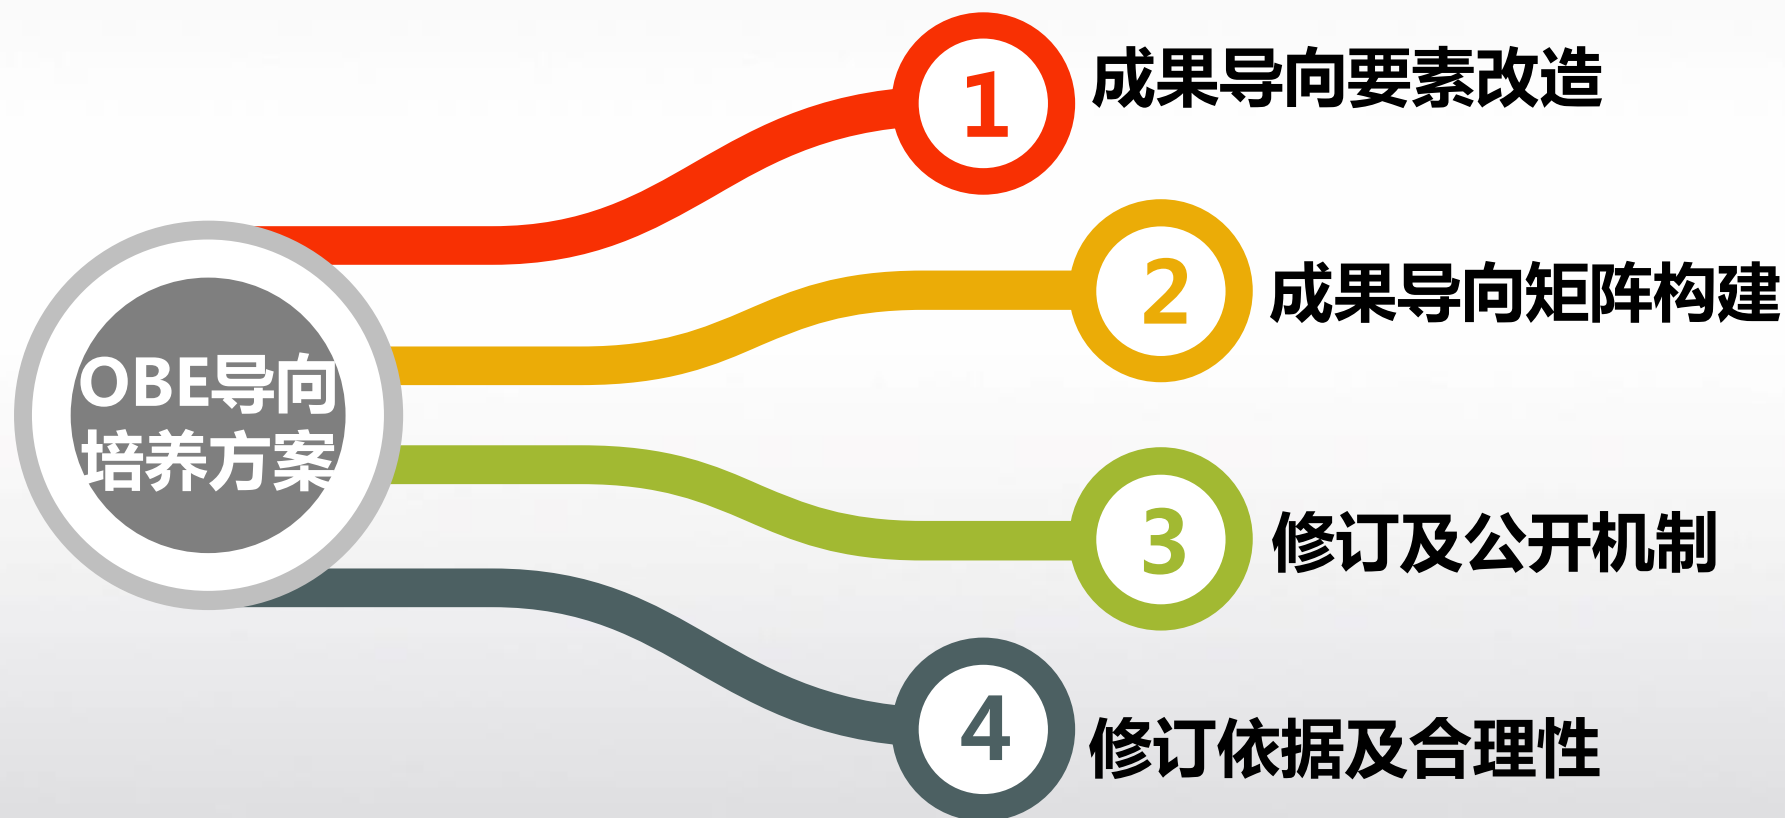 1
成果导向要素改造
2
成果导向矩阵构建
OBE导向
培养方案
3
修订及公开机制
4
修订依据及合理性